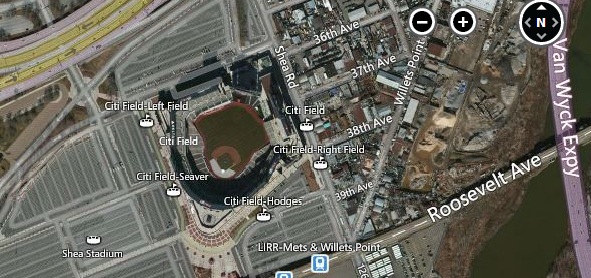 36th Ave
Shea Rd
37th Ave
Willets Point
N
Van Wyck Expy
Citi Field-Left Field
Citi Field
38th Ave
Citi Field
Citi Field-Right Field
Citi Field-Seaver
39th Ave
Roosevelt Ave
Citi Field-Hodges
Shea Stadium
LIRR-Mets & Willets Point
126